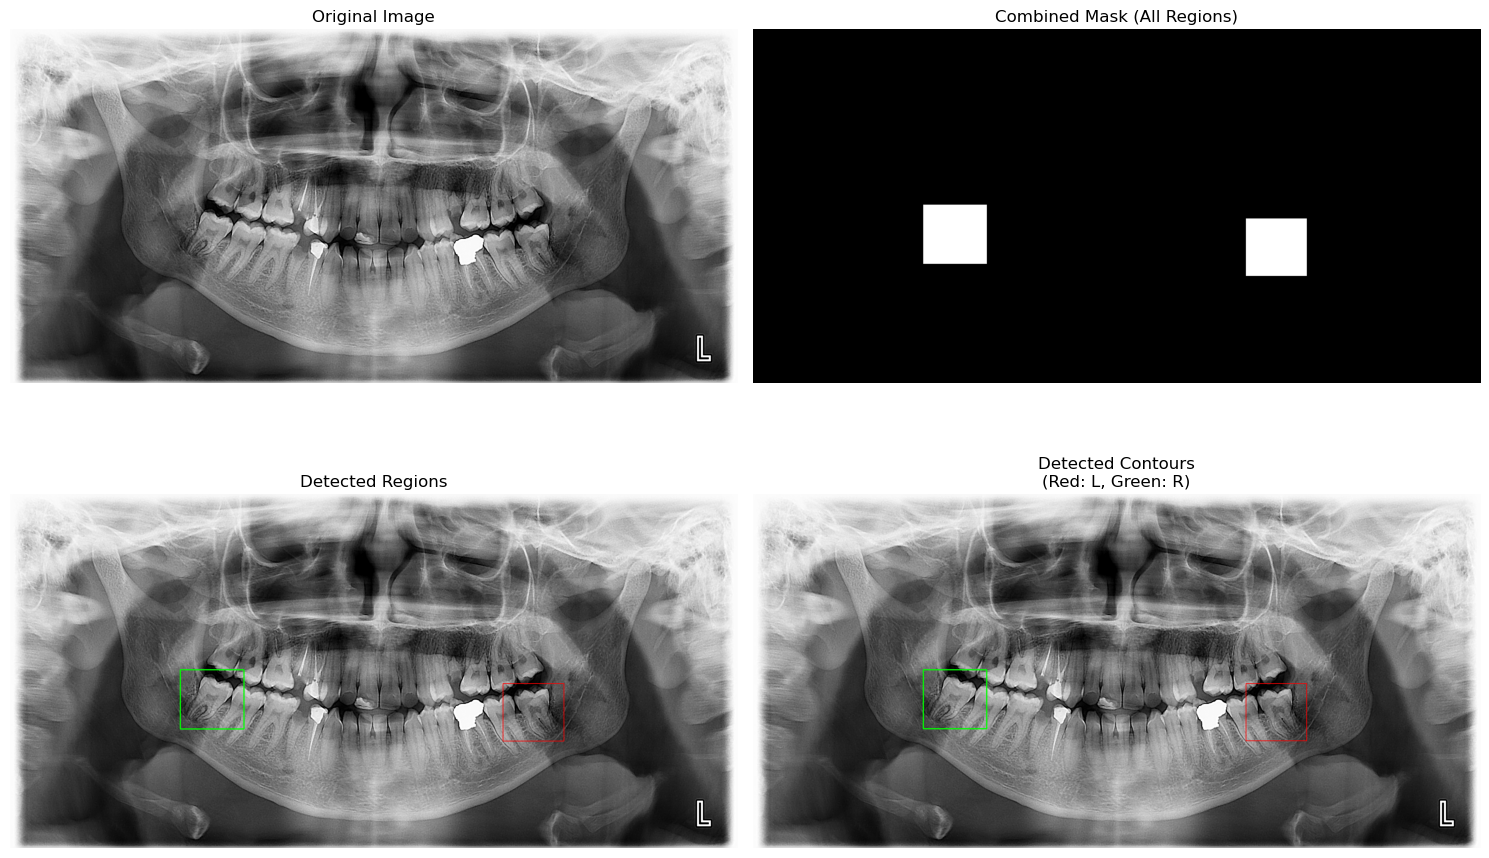 Original Image
Combined Mask (All Regions)
L
Detected Regions
Detected Contours
(Red: L, Green: R)
L
L